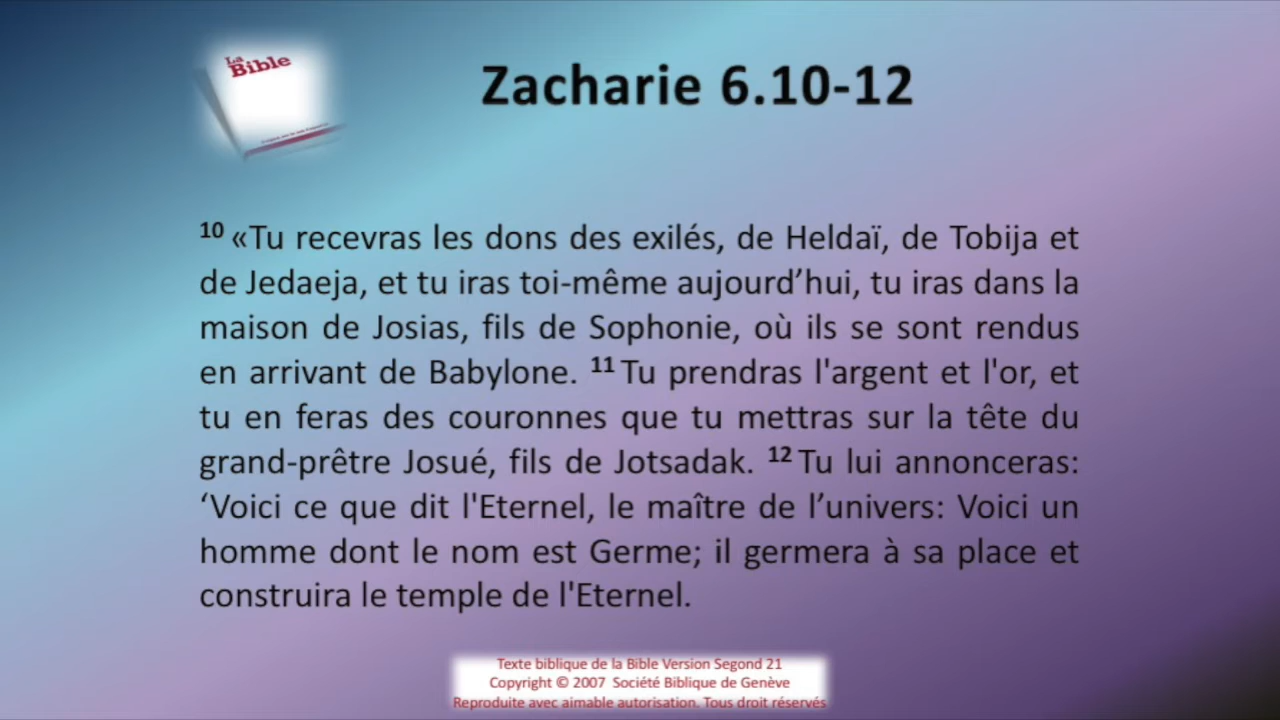 La
Bible
Zacharie 6.10-12
10 «Tu recevras les dons des exilés, de Heldaï, de Tobija et
de Jedaeja, et tu iras toi-même aujourd’hui, tu iras dans la
maison de Josias, fils de Sophonie, où ils se sont rendus
en arrivant de Babylone. 11 Tu prendras l'argent et l'or, et
tu en feras des couronnes que tu mettras sur la tête du
grand-prêtre Josué, fils de Jotsadak. 12 Tu lui annonceras:
‘Voici ce que dit l'Eternel, le maître de l’univers: Voici un
homme dont le nom est Germe; il germera à sa place et
construira le temple de l'Eternel.
Texte biblique de la Bible Version Segond 21
Copyright © 2007 Société Biblique de Genève
Reproduite avec aimable autorisation. Tous droit réservés